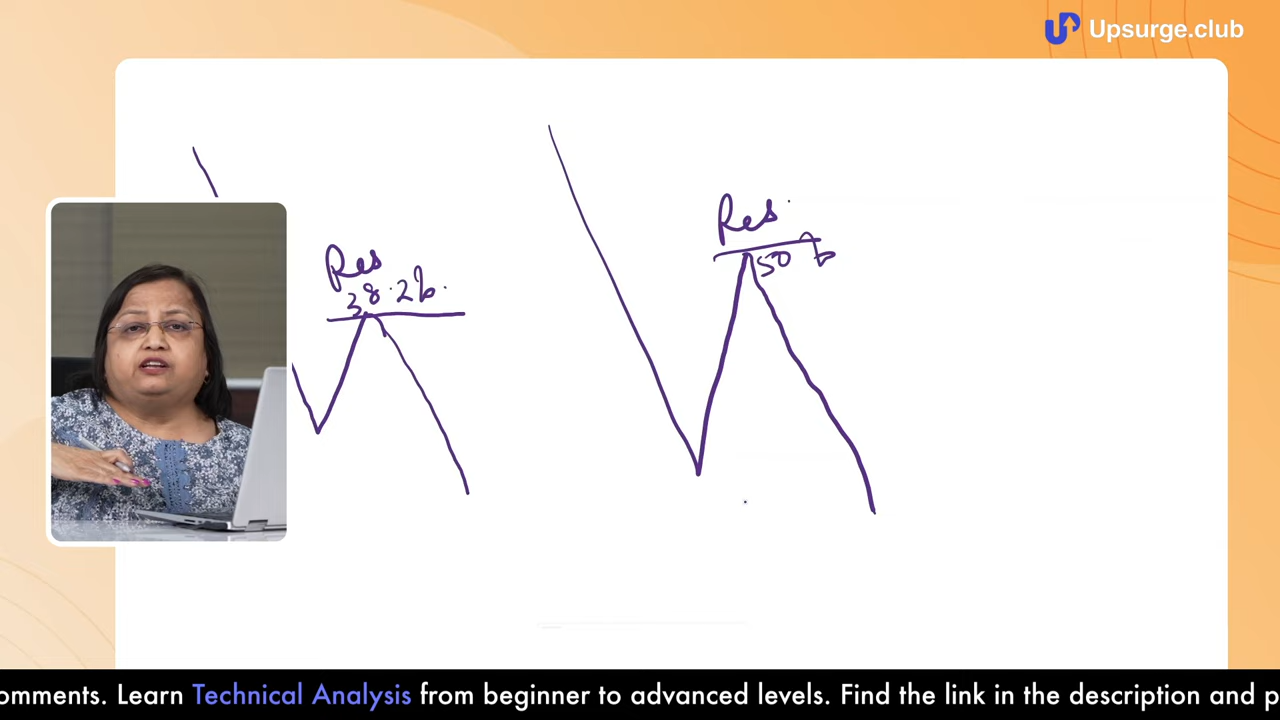 Upsurge.club
Res
38.2%.
Res.
50%
omments. Learn Technical Analysis from beginner to advanced levels. Find the link in the description and p